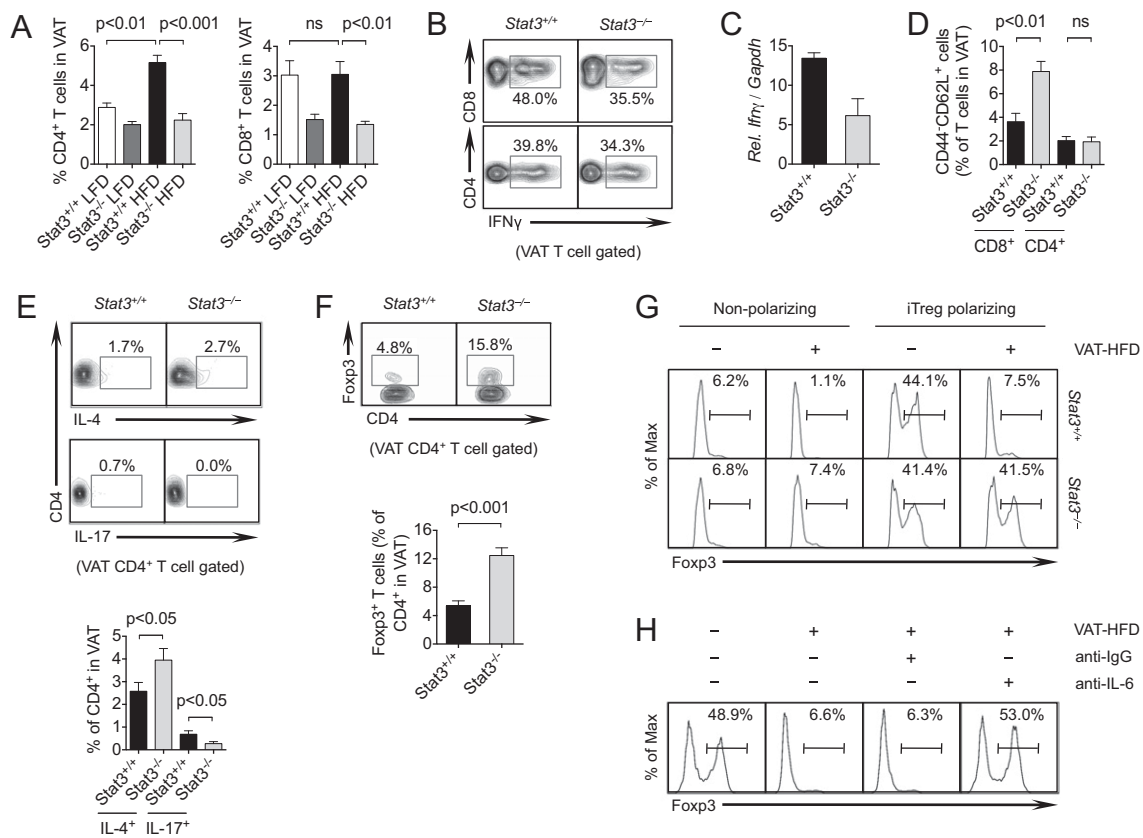 A
p<0.01 p<0.001
% CD4+ T cells in VAT
6
4
2
0
Stat3+/+ LFD
Stat3-/- LFD
Stat3+/+ HFD
Stat3-/- HFD
ns p<0.01
% CD8+ T cells in VAT
5
4
3
2
1
0
Stat3+/+ LFD
Stat3-/- LFD
Stat3+/+ HFD
Stat3-/- HFD
B
Stat3+/+ Stat3–/–
CD8
48.0% 35.5%
CD4
39.8% 34.3%
IFNγ
(VAT T cell gated)
C
Rel. Ifnγ / Gapdh
15
10
5
0
Stat3+/+
Stat3-/-
D
p<0.01 ns
CD44-CD62L+ cells
(% of T cells in VAT)
10
8
6
4
2
0
Stat3+/+
Stat3-/-
Stat3+/+
Stat3-/-
CD8+ CD4+
E
Stat3+/+ Stat3–/–
1.7% 2.7%
IL-4
0.7% 0.0%
CD4
IL-17
(VAT CD4+ T cell gated)
p<0.05
p<0.05
% of CD4+ in VAT
5
4
3
2
1
0
Stat3+/+
Stat3-/-
Stat3+/+
Stat3-/-
IL-4+ IL-17+
F
Stat3+/+ Stat3–/–
Foxp3
4.8% 15.8%
CD4
(VAT CD4+ T cell gated)
p<0.001
Foxp3+ T cells (% of
CD4+ in VAT)
16
12
8
4
0
Stat3+/+
Stat3-/-
G
Non-polarizing iTreg polarizing
– + – + VAT-HFD
6.2% 1.1% 44.1% 7.5%
Stat3+/+
6.8% 7.4% 41.4% 41.5%
Stat3–/–
% of Max
Foxp3
H
– + + + VAT-HFD
– – + – anti-IgG
– – – + anti-IL-6
48.9% 6.6% 6.3% 53.0%
% of Max
Foxp3